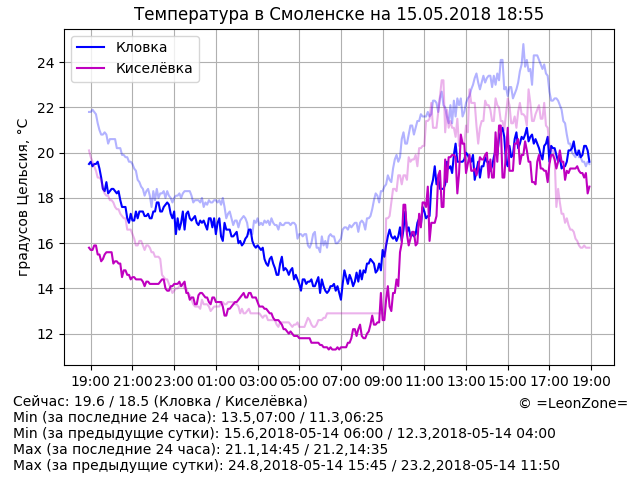 Температура в Смоленске на 15.05.2018 18:55
Кловка
Киселёвка
градусов Цельсия, °C
24
22
20
18
16
14
12
19:00 21:00 23:00 01:00 03:00 05:00 07:00 09:00 11:00 13:00 15:00 17:00 19:00
Сейчас: 19.6 / 18.5 (Кловка / Киселёвка)
© =LeonZone=
Min (за последние 24 часа): 13.5,07:00 / 11.3,06:25
Min (за предыдущие сутки): 15.6,2018-05-14 06:00 / 12.3,2018-05-14 04:00
Max (за последние 24 часа): 21.1,14:45 / 21.2,14:35
Max (за предыдущие сутки): 24.8,2018-05-14 15:45 / 23.2,2018-05-14 11:50